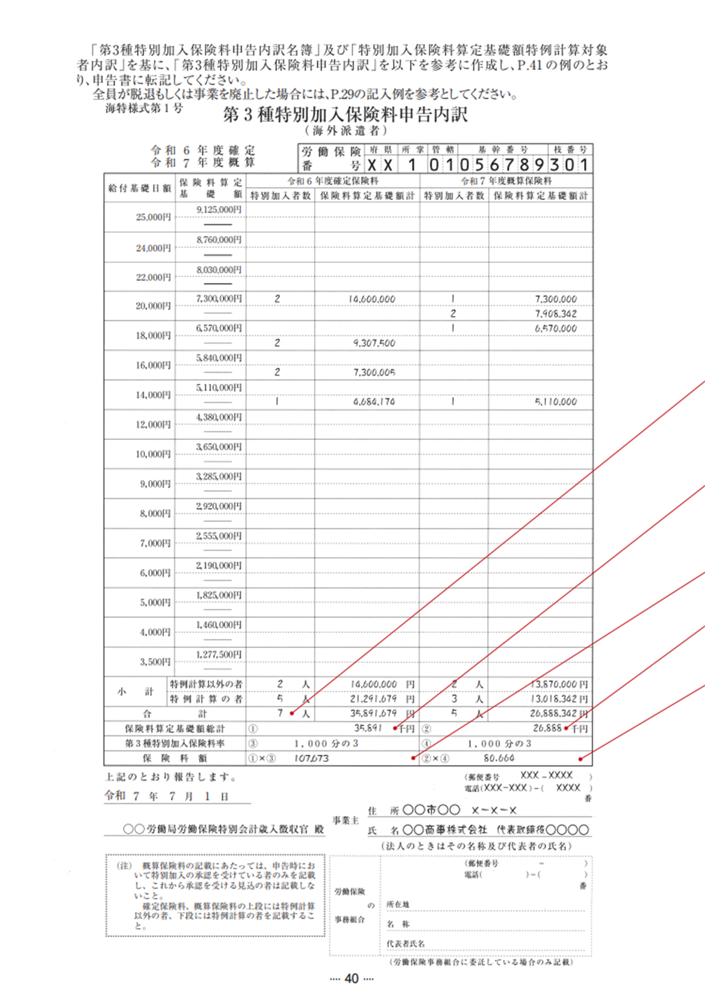 「第3種特別加入保険料申告内訳名簿」及び「特別加入保険料算定基礎額特例計算対象
者内訳」を基に、「第3種特別加入保険料申告内訳」を以下を参考に作成し、P.41の例のとお
り、申告書に転記してください。
全員が脱退もしくは事業を廃止した場合には、P.29の記入例を参考としてください。
海特様式第1号
第3種特別加入保険料申告内訳
(海外派遣者)
令和 6 年度確定
令和 7 年度概算
労働保険番号 府県 所掌 管轄 基幹番号 枝番号
XX 1 01056789301
給付基礎日額 保険料算定基礎額 令和6年度確定保険料 令和7年度概算保険料
特別加入者数 保険料算定基礎額計 特別加入者数 保険料算定基礎額計
25,000円 9,125,000円
24,000円 8,760,000円
22,000円 8,030,000円
20,000円 7,300,000円 2 14,600,000 1 7,300,000
2 7,908,342
18,000円 6,570,000円 1 6,570,000
2 9,307,500
16,000円 5,840,000円
2 7,300,005
14,000円 5,110,000円
1 4,684,174 1 5,110,000
12,000円 4,380,000円
10,000円 3,650,000円
9,000円 3,285,000円
8,000円 2,920,000円
7,000円 2,555,000円
6,000円 2,190,000円
5,000円 1,825,000円
4,000円 1,460,000円
3,500円 1,277,500円
小計 特例計算以外の者 2 人 14,600,000 円 2 人 13,870,000円
特例計算の者 5 人 21,291,679 円 3 人 13,018,342円
合計 7 人 35,891,679 円 5 人 26,888,342円
保険料算定基礎額総計 ① 35,891 千円 ② 26,888 千円
第3種特別加入保険料率 ③ 1,000分の3 ④ 1,000分の3
保険料額 ①×③ 107,673 ②×④ 80,664
上記のとおり報告します。
(郵便番号 XXX-XXXX )
電話(XXX-XXX)-( XXXX )
番
令和 7 年 7 月 1 日
事業主
住所 〇〇市〇〇 X-X-X
〇〇労働局労働保険特別会計歳入徴収官 殿
氏名 〇〇商事株式会社 代表取締役〇〇〇〇
(法人のときはその名称及び代表者の氏名)
(注) 概算保険料の記載にあたっては、申告時にお
いて特別加入の承認を受けている者のみを記載
し、これから承認を受ける見込の者は記載しな
いこと。
確定保険料、概算保険料の上段には特例計算
以外の者、下段には特例計算の者を記載するこ
と。
労働保険
の
事務組合
(郵便番号 - )
電話( )-( )
番
所在地
名称
代表者氏名
(労働保険事務組合に委託している場合のみ記載)
···· 40 ····